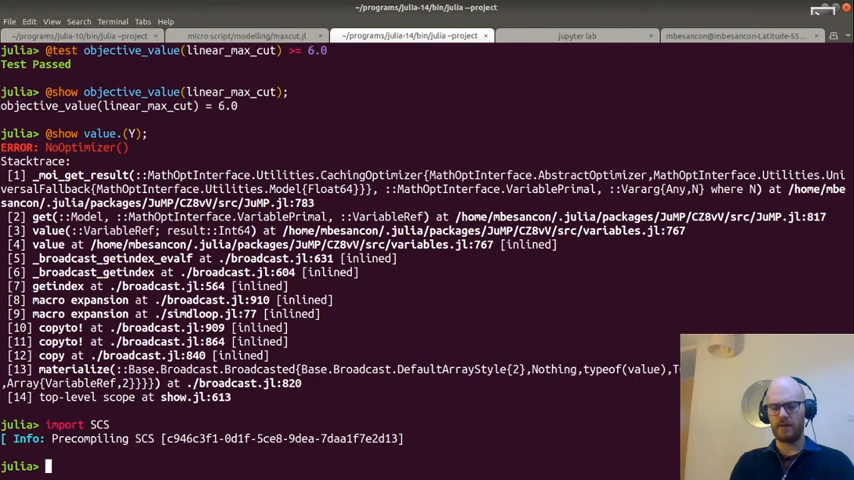 ~/programs/julia-14/bin/julia --project
File Edit View Search Terminal Tabs Help
~/programs/julia-10/bin/julia --project × micro script/modelling/maxcut.jl × ~/programs/julia-14/bin/julia --project × jupyter lab × mbesancon@mbesancon-Latitude-55... ×
julia> @test objective_value(linear_max_cut) >= 6.0
Test Passed
julia> @show objective_value(linear_max_cut);
objective_value(linear_max_cut) = 6.0
julia> @show value.(Y);
ERROR: NoOptimizer()
Stacktrace:
[1] _moi_get_result(::MathOptInterface.Utilities.CachingOptimizer{MathOptInterface.AbstractOptimizer,MathOptInterface.Utilities.Uni
versalFallback{MathOptInterface.Utilities.Model{Float64}}}, ::MathOptInterface.VariablePrimal, ::Vararg{Any,N} where N) at /home/mbe
sancon/.julia/packages/JuMP/CZ8vV/src/JuMP.jl:783
[2] get(::Model, ::MathOptInterface.VariablePrimal, ::VariableRef) at /home/mbesancon/.julia/packages/JuMP/CZ8vV/src/JuMP.jl:817
[3] value(::VariableRef; result::Int64) at /home/mbesancon/.julia/packages/JuMP/CZ8vV/src/variables.jl:767
[4] value at /home/mbesancon/.julia/packages/JuMP/CZ8vV/src/variables.jl:767 [inlined]
[5] _broadcast_getindex_evalf at ./broadcast.jl:631 [inlined]
[6] _broadcast_getindex at ./broadcast.jl:604 [inlined]
[7] getindex at ./broadcast.jl:564 [inlined]
[8] macro expansion at ./broadcast.jl:910 [inlined]
[9] macro expansion at ./simdloop.jl:77 [inlined]
[10] copyto! at ./broadcast.jl:909 [inlined]
[11] copyto! at ./broadcast.jl:864 [inlined]
[12] copy at ./broadcast.jl:840 [inlined]
[13] materialize(::Base.Broadcast.Broadcasted{Base.Broadcast.DefaultArrayStyle{2},Nothing,typeof(value),Tu
,Array{VariableRef,2}}}}) at ./broadcast.jl:820
[14] top-level scope at show.jl:613
julia> import SCS
[ Info: Precompiling SCS [c946c3f1-0d1f-5ce8-9dea-7daa1f7e2d13]
julia>